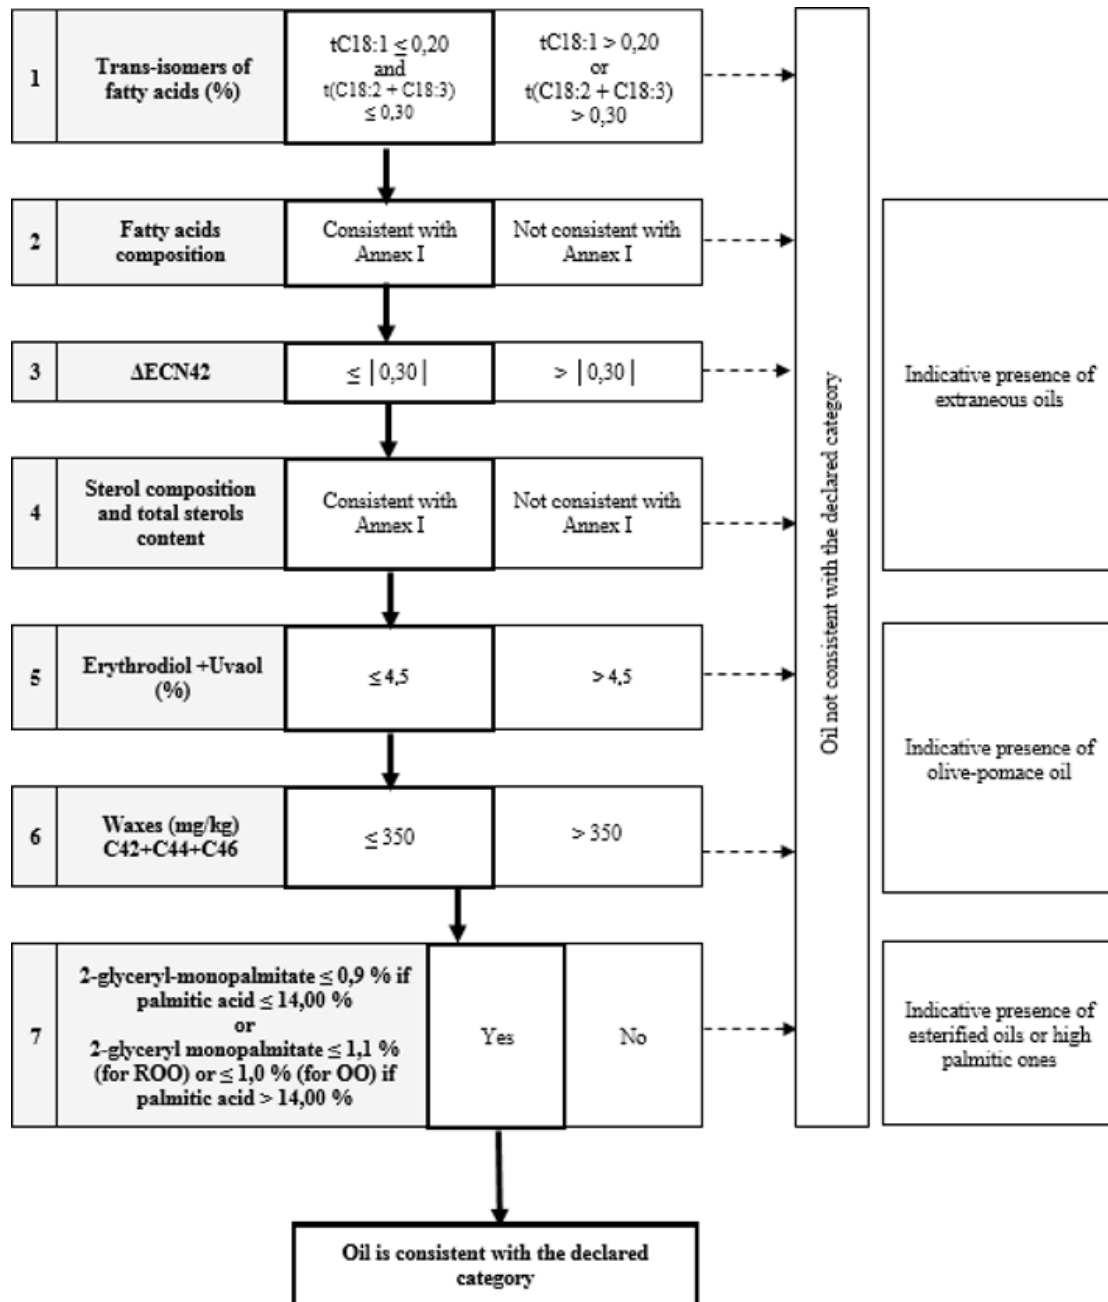 1
Trans-isomers of
fatty acids (%)
tC18:1 ≤ 0,20
and
t(C18:2 + C18:3)
≤ 0,30
tC18:1 > 0,20
or
t(C18:2 + C18:3)
> 0,30
2
Fatty acids
composition
Consistent with
Annex I
Not consistent with
Annex I
3
ΔECN42
≤ |0,30|
> |0,30|
4
Sterol composition
and total sterols
content
Consistent with
Annex I
Not consistent with
Annex I
5
Erythrodiol +Uvaol
(%)
≤ 4,5
> 4,5
6
Waxes (mg/kg)
C42+C44+C46
≤ 350
> 350
7
2-glyceryl-monopalmitate ≤ 0,9 % if
palmitic acid ≤ 14,00 %
or
2-glyceryl monopalmitate ≤ 1,1 %
(for ROO) or ≤ 1,0 % (for OO) if
palmitic acid > 14,00 %
Yes
No
Oil not consistent with the declared category
Indicative presence of
extraneous oils
Indicative presence of
olive-pomace oil
Indicative presence of
esterified oils or high
palmitic ones
Oil is consistent with the declared
category